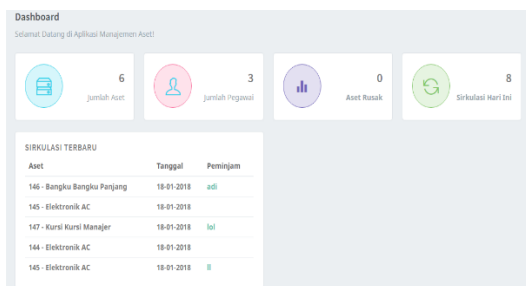 Dashboard
Selamat Datang di Aplikasi Manajemen Aset!
6
Jumlah Aset
3
Jumlah Pegawai
0
Aset Rusak
8
Sirkulasi Hari Ini
SIRKULASI TERBARU
Aset Tanggal Peminjam
146 - Bangku Bangku Panjang 18-01-2018 adi
145 - Elektronik AC 18-01-2018
147 - Kursi Kursi Manajer 18-01-2018 lol
144 - Elektronik AC 18-01-2018
145 - Elektronik AC 18-01-2018 ll